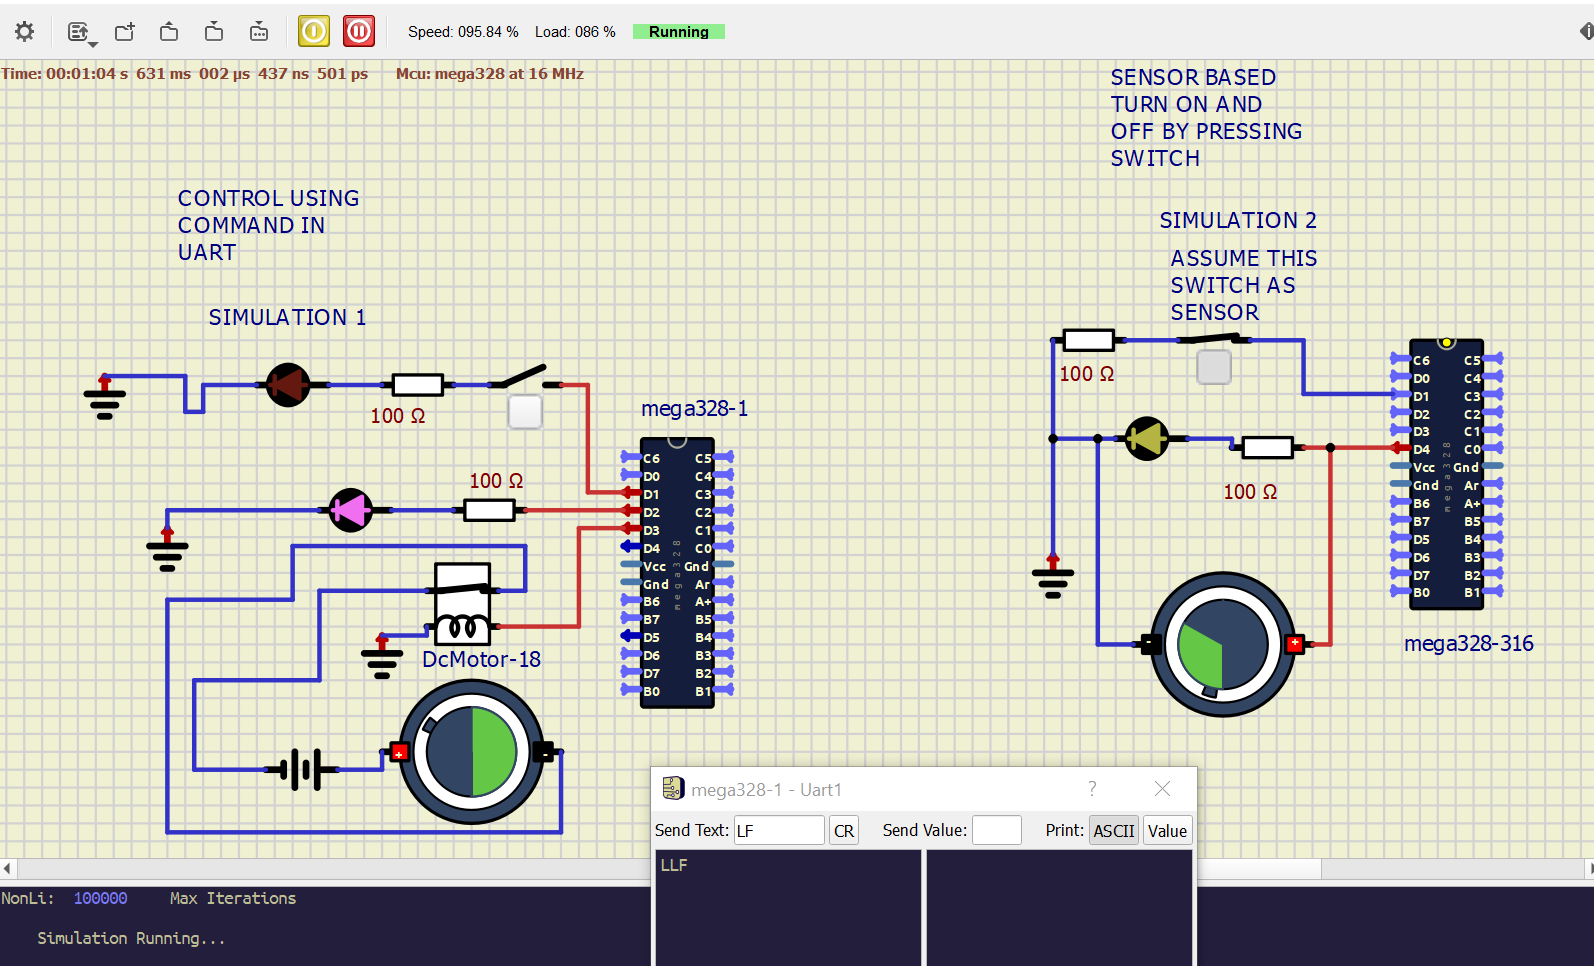 Speed: 095.84 % Load: 086 % Running
Time: 00:01:04 s 631 ms 002 µs 437 ns 501 ps Mcu: mega328 at 16 MHz
SENSOR BASED
TURN ON AND
OFF BY PRESSING
SWITCH
CONTROL USING
COMMAND IN
UART
SIMULATION 2
ASSUME THIS
SWITCH AS
SENSOR
SIMULATION 1
100 Ω
mega328-1
100 Ω
C6 C5
D0 C4
D1 C3
D2 C2
D3 C1
D4 C0
Vcc Gnd
Gnd Ar
B6 A+
B7 B5
D5 B4
D6 B3
D7 B2
B0 B1
mega328
DcMotor-18
+
-
100 Ω
100 Ω
C6 C5
D0 C4
D1 C3
D2 C2
D3 C1
D4 C0
Vcc Gnd
Gnd Ar
B6 A+
B7 B5
D5 B4
D6 B3
D7 B2
B0 B1
mega328
mega328-316
-
+
mega328-1 - Uart1 ?
Send Text: LF CR Send Value: Print: ASCII Value
LLF
NonLi: 100000 Max Iterations
Simulation Running...